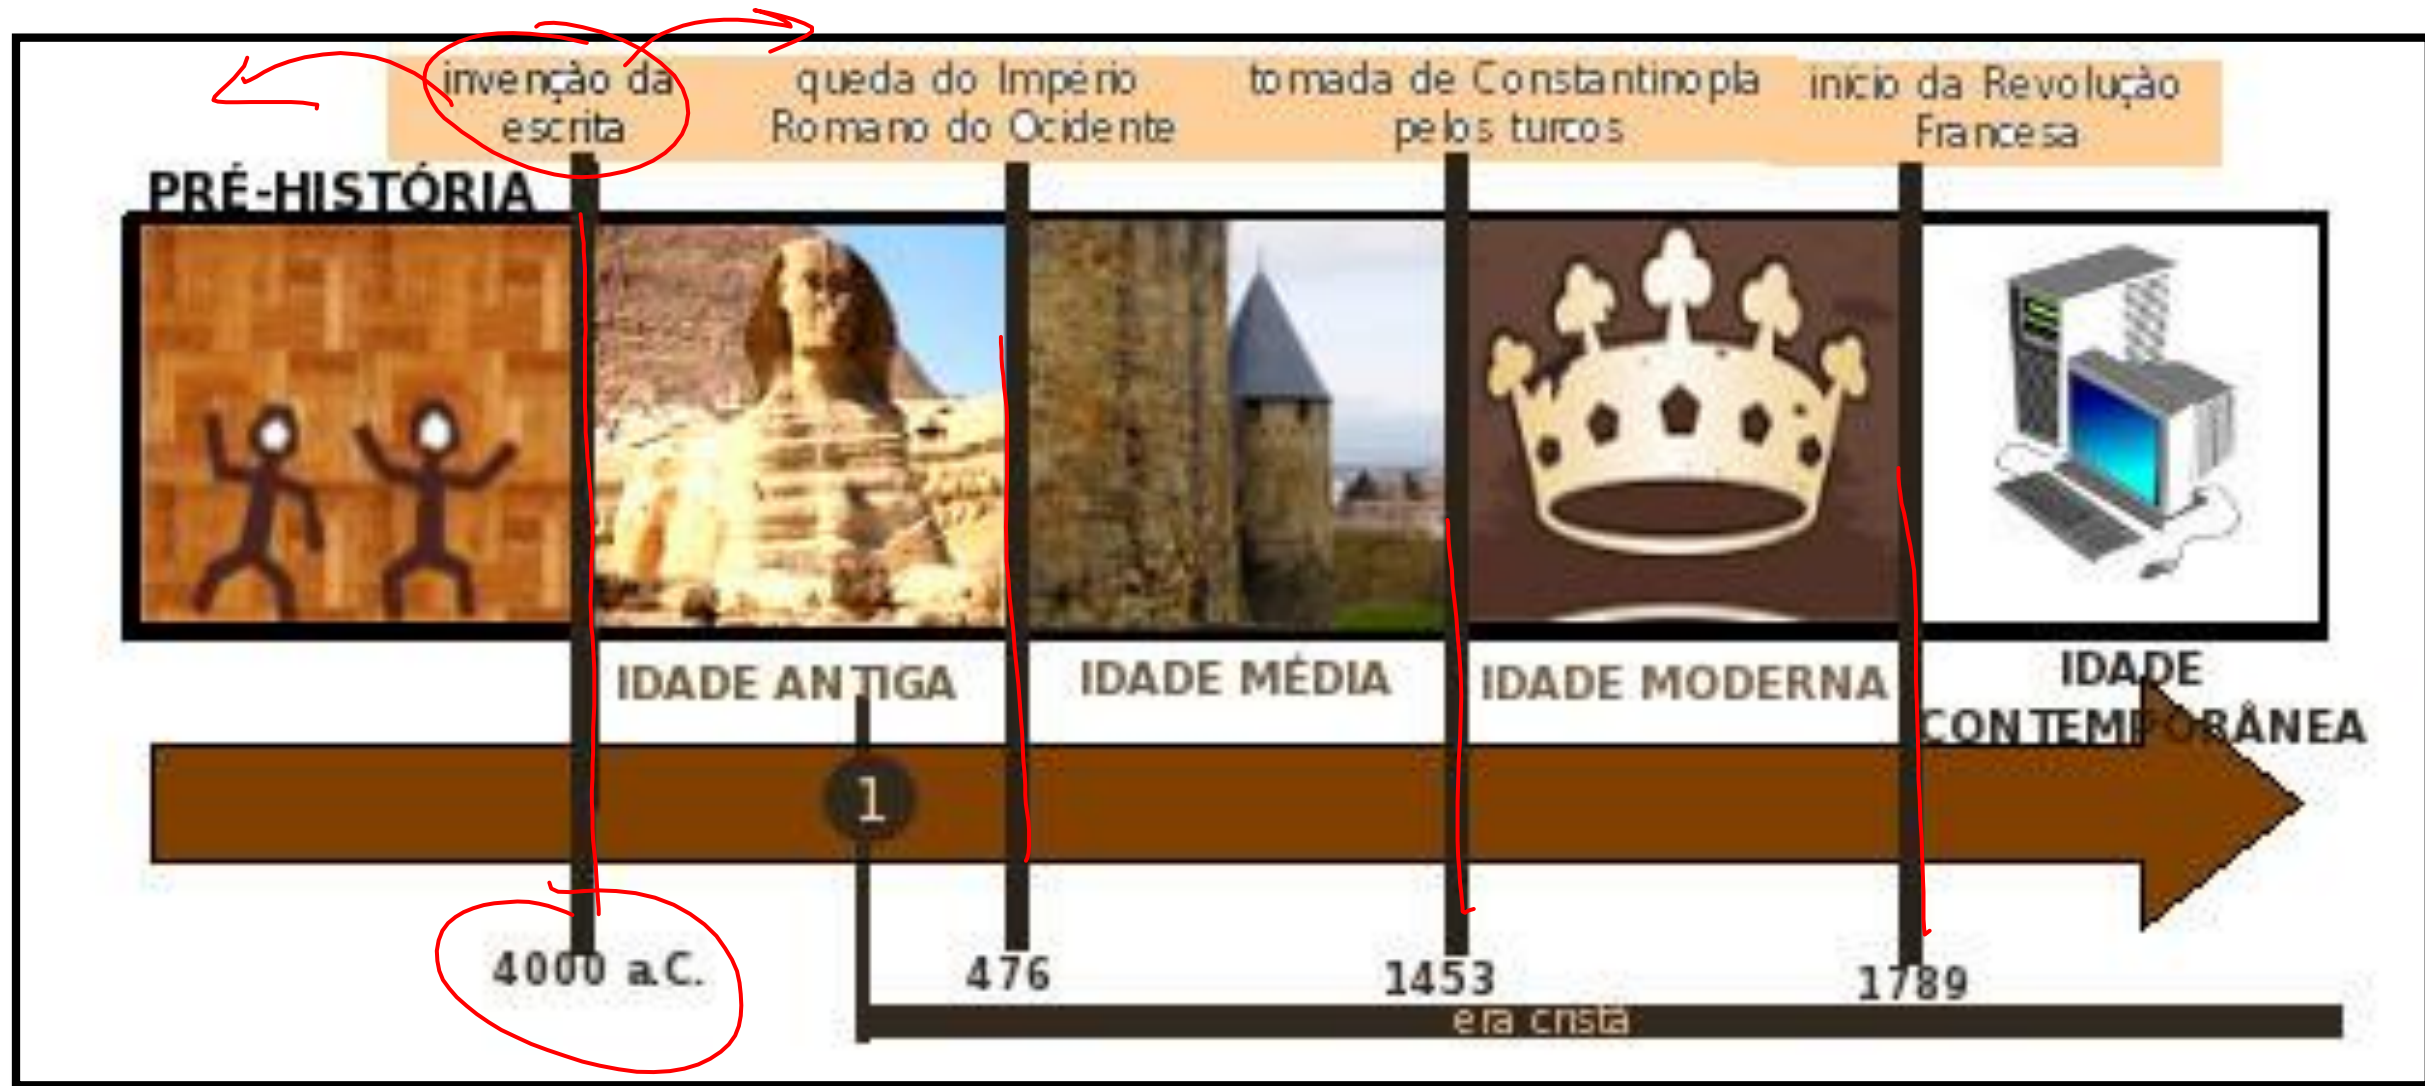 invenção da
escrita
queda do Império
Romano do Ocidente
tomada de Constantinopla
pelos turcos
início da Revolução
Francesa
PRÉ-HISTÓRIA
IDADE ANTIGA
IDADE MÉDIA
IDADE MODERNA
IDADE
CONTEMPORÂNEA
1
4000 a.C.
476
1453
1789
era cristã